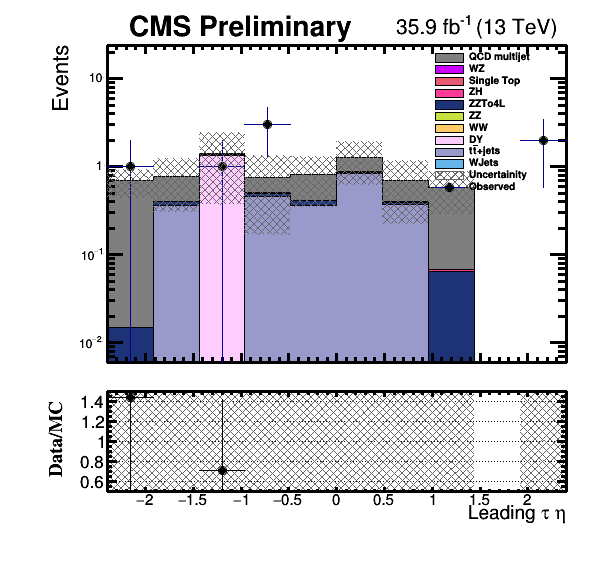 CMS Preliminary 35.9 fb⁻¹ (13 TeV)
Events
10
1
10⁻¹
10⁻²
QCD multijet
WZ
Single Top
ZH
ZZTo4L
ZZ
WW
DY
tt̄+jets
WJets
Uncertainity
Observed
Data/MC
1.4
1.2
1
0.8
0.6
−2 −1.5 −1 −0.5 0 0.5 1 1.5 2
Leading τ η